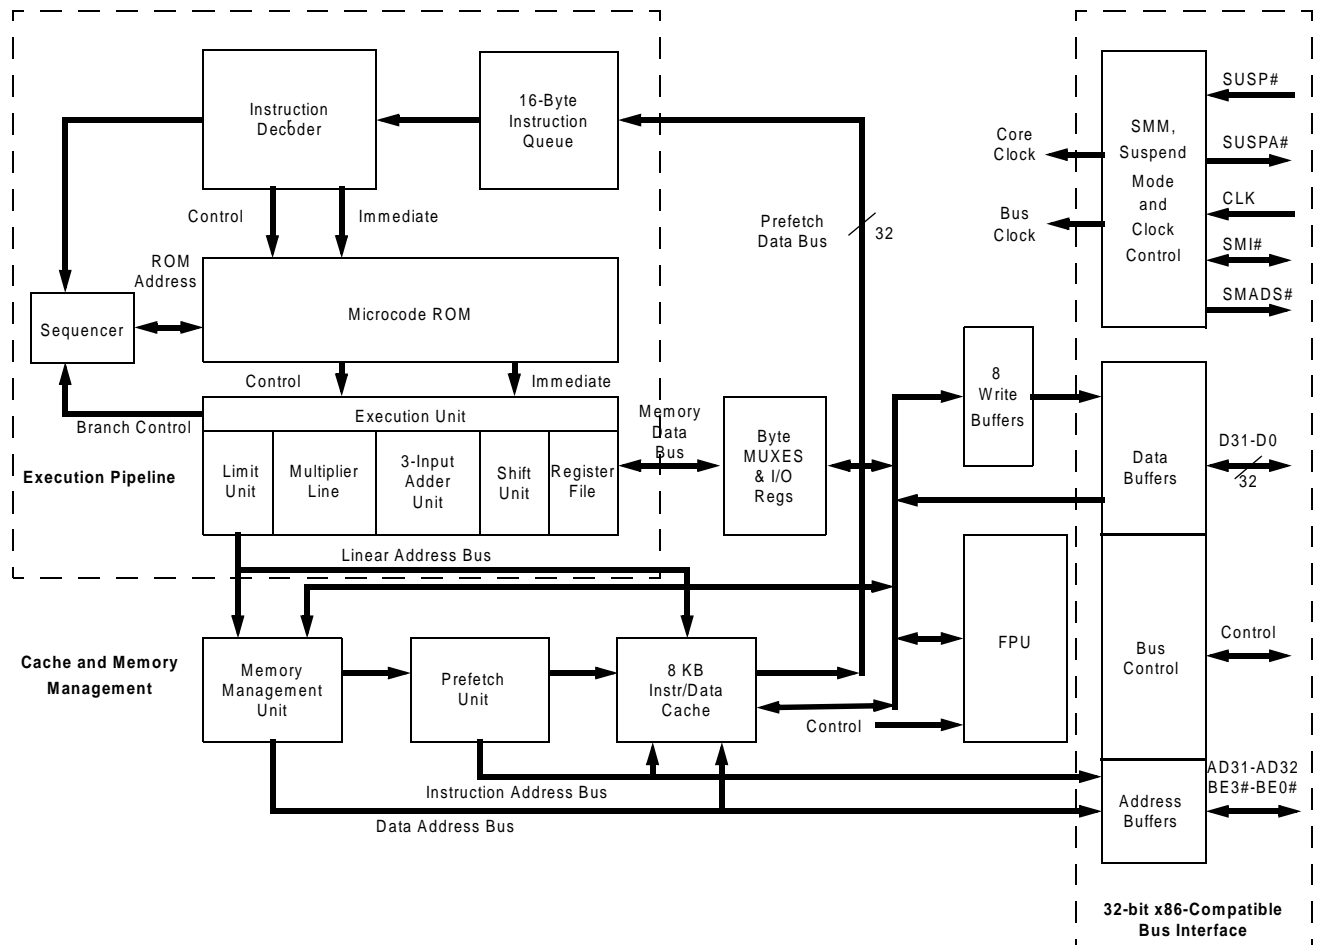 Instruction
Decoder
16-Byte
Instruction
Queue
Control
Immediate
ROM
Address
Sequencer
Microcode ROM
Control
Immediate
Branch Control
Execution Unit
Limit
Unit
Multiplier
Line
3-Input
Adder
Unit
Shift
Unit
Register
File
Execution Pipeline
Memory
Data
Bus
Byte
MUXES
& I/O
Regs
Prefetch
Data Bus
32
Linear Address Bus
Cache and Memory
Management
Memory
Management
Unit
Prefetch
Unit
8 KB
Instr/Data
Cache
Control
Instruction Address Bus
Data Address Bus
8
Write
Buffers
FPU
Core
Clock
Bus
Clock
SMM,
Suspend
Mode
and
Clock
Control
SUSP#
SUSPA#
CLK
SMI#
SMADS#
Data
Buffers
D31-D0
32
Bus
Control
Control
Address
Buffers
AD31-AD32
BE3#-BE0#
32-bit x86-Compatible
Bus Interface